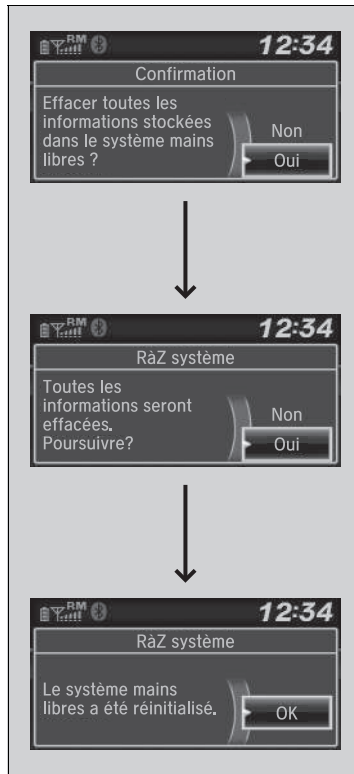 RM
12:34
Confirmation
Effacer toutes les
informations stockées
dans le système mains
libres ?
Non
Oui
RM
12:34
RàZ système
Toutes les
informations seront
effacées.
Poursuivre?
Non
Oui
RM
12:34
RàZ système
Le système mains
libres a été réinitialisé.
OK